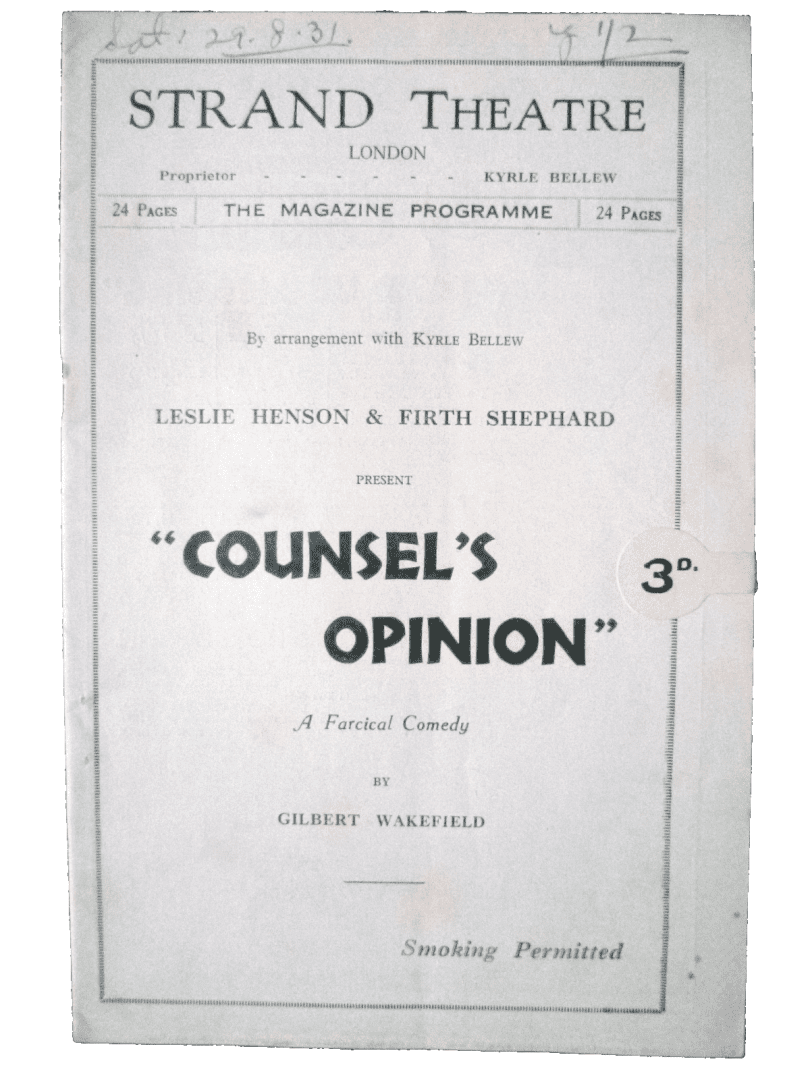 Sat: 29.8.31.
STRAND THEATRE
LONDON
Proprietor - - - - - - KYRLE BELLEW
24 PAGES THE MAGAZINE PROGRAMME 24 PAGES
By arrangement with KYRLE BELLEW
LESLIE HENSON & FIRTH SHEPHARD
PRESENT
“COUNSEL’S
OPINION”
3D.
A Farcical Comedy
BY
GILBERT WAKEFIELD
Smoking Permitted